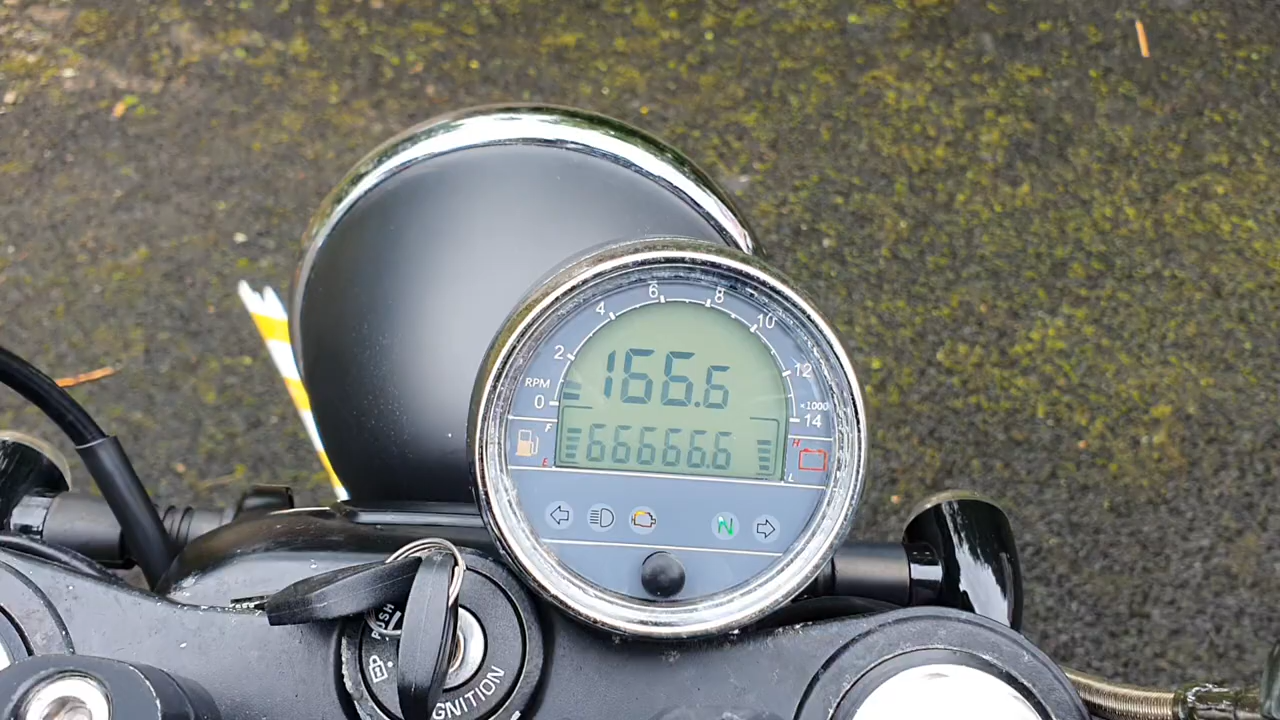 6 8
4 10
2 12
RPM
0
×1000
14
166.6
F
E
66666.6
H
L
N
PUSH
IGNITION